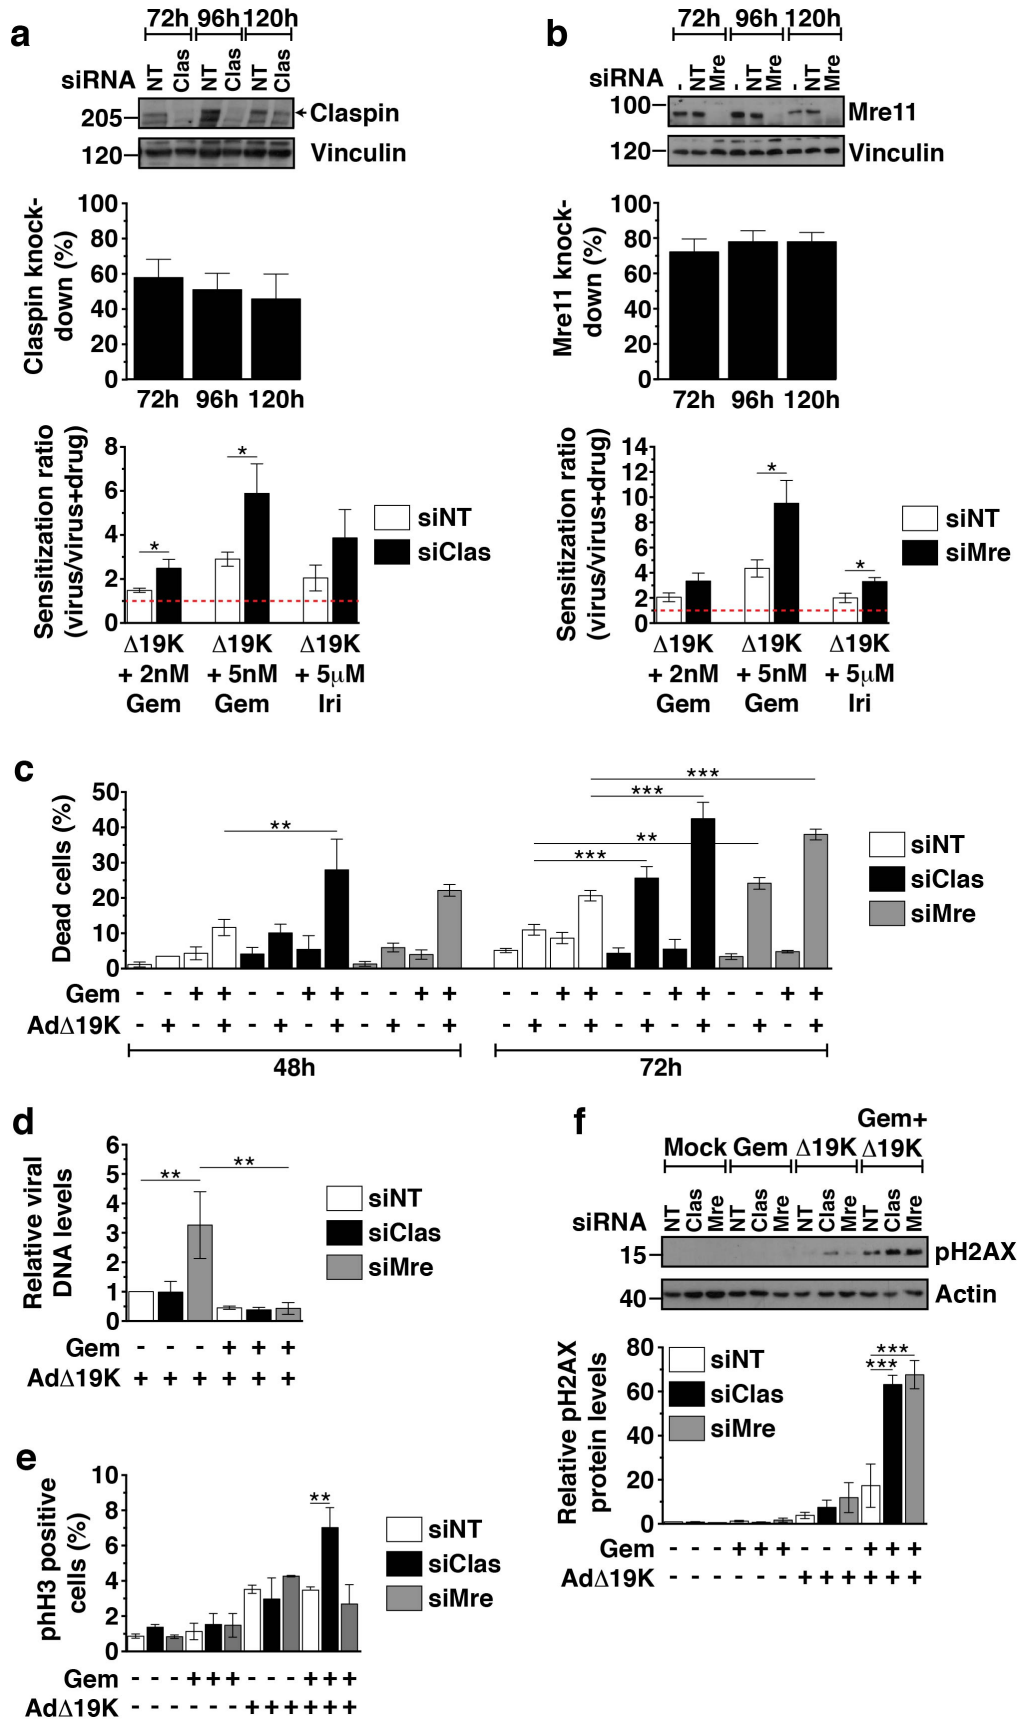 a
72h 96h 120h
siRNA NT Clas NT Clas NT Clas
205 Claspin
120 Vinculin
Claspin knock-
down (%)
100
80
60
40
20
0
72h 96h 120h
Sensitization ratio
(virus/virus+drug)
8
6
4
2
0
* *
siNT
siClas
Δ19K Δ19K Δ19K
+ 2nM + 5nM + 5μM
Gem Gem Iri
b
72h 96h 120h
siRNA - NT Mre - NT Mre - NT Mre
100 Mre11
120 Vinculin
Mre11 knock-
down (%)
100
80
60
40
20
0
72h 96h 120h
Sensitization ratio
(virus/virus+drug)
14
12
10
8
6
4
2
0
* *
siNT
siMre
Δ19K Δ19K Δ19K
+ 2nM + 5nM + 5μM
Gem Gem Iri
c
Dead cells (%)
50
40
30
20
10
0
** *** ** *** ***
siNT
siClas
siMre
Gem - - + + - - + + - - + + - - + + - - + + - - + +
AdΔ19K - + - + - + - + - + - + - + - + - + - + - + - +
48h 72h
d
Relative viral
DNA levels
6
5
4
3
2
1
0
** **
siNT
siClas
siMre
Gem - - - + + +
AdΔ19K + + + + + +
e
phH3 positive
cells (%)
10
8
6
4
2
0
**
siNT
siClas
siMre
Gem - - - + + + - - - + + +
AdΔ19K - - - - - - + + + + + +
f
Gem+
Mock Gem Δ19K Δ19K
siRNA NT Clas Mre NT Clas Mre NT Clas Mre NT Clas Mre
15 pH2AX
40 Actin
Relative pH2AX
protein levels
80
60
40
20
0
***
***
siNT
siClas
siMre
Gem - - - + + + - - - + + +
AdΔ19K - - - - - - + + + + + +